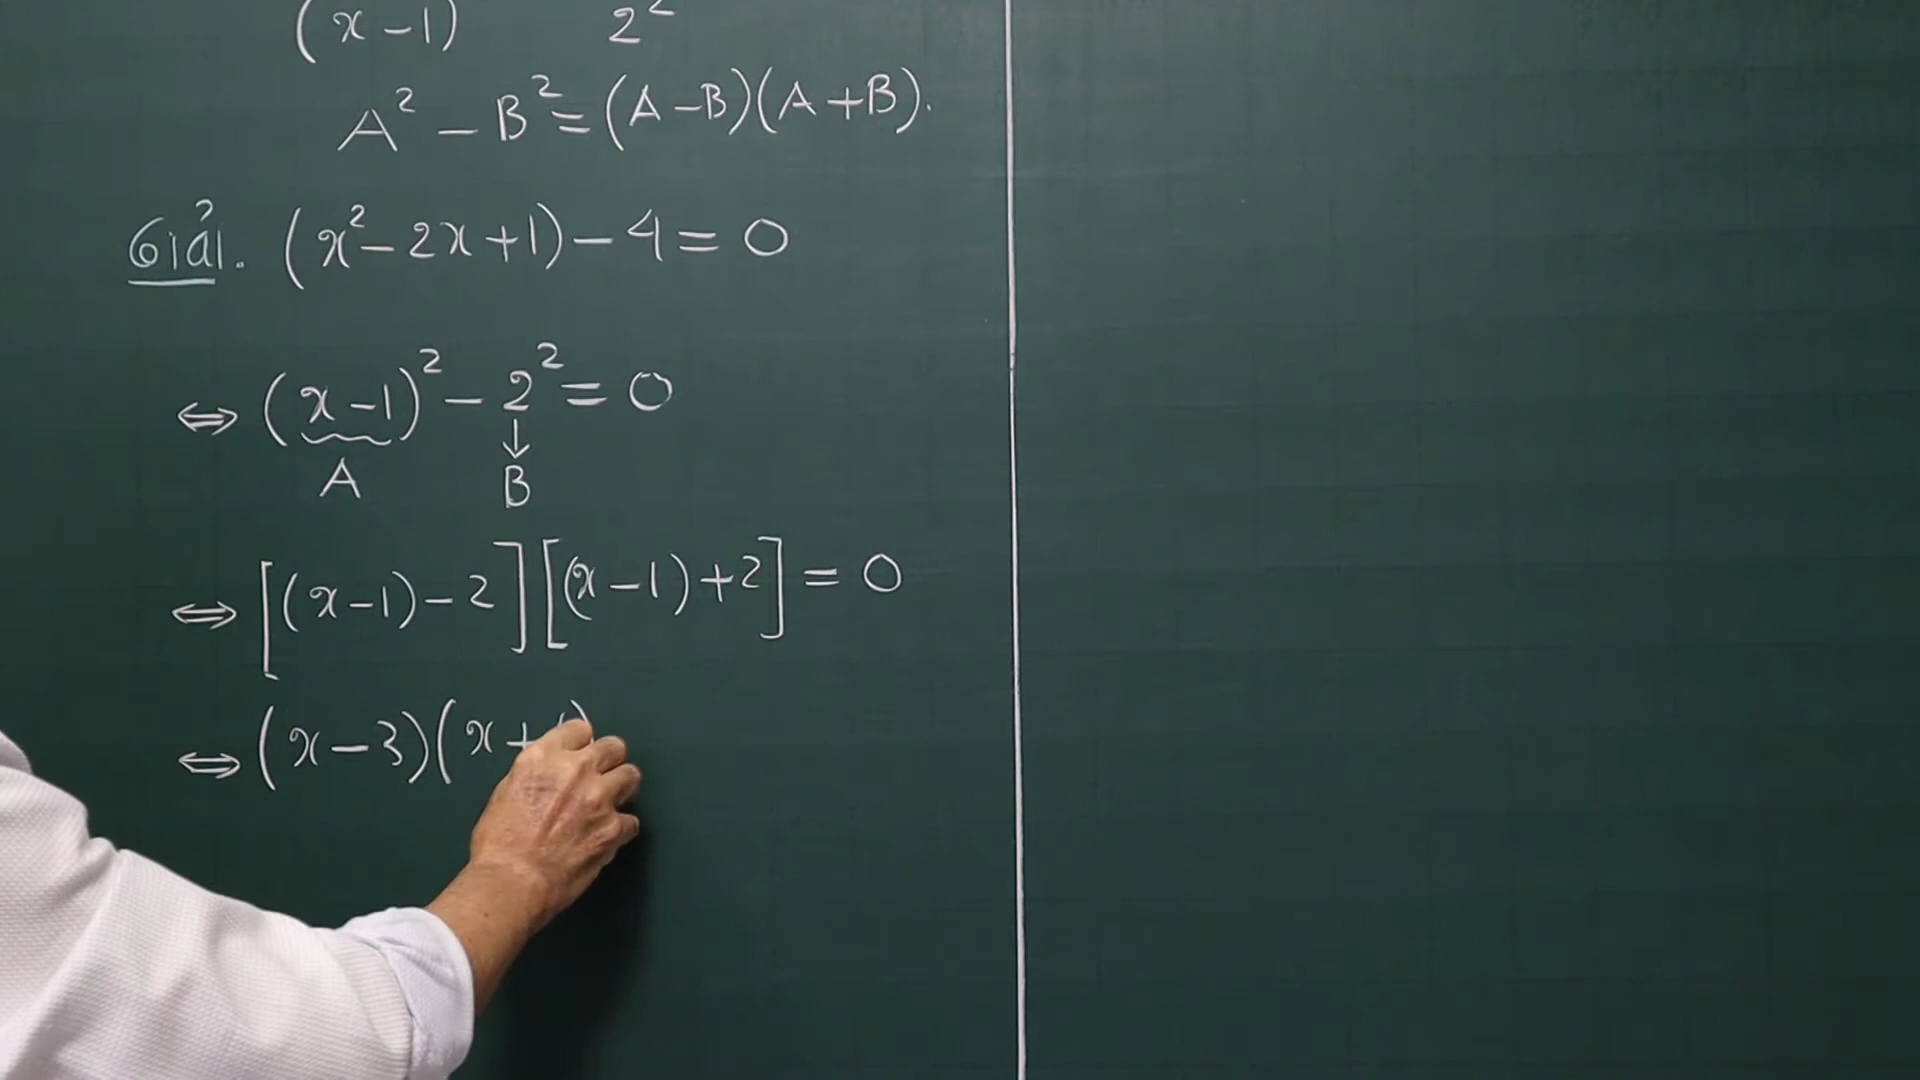 (x-1) 2²
A² - B² = (A-B)(A+B).
Giải. (x² - 2x + 1) - 4 = 0
⇔ (x-1)² - 2² = 0
A ↓
B
⇔ [(x-1) - 2][(x-1) + 2] = 0
⇔ (x-3)(x+